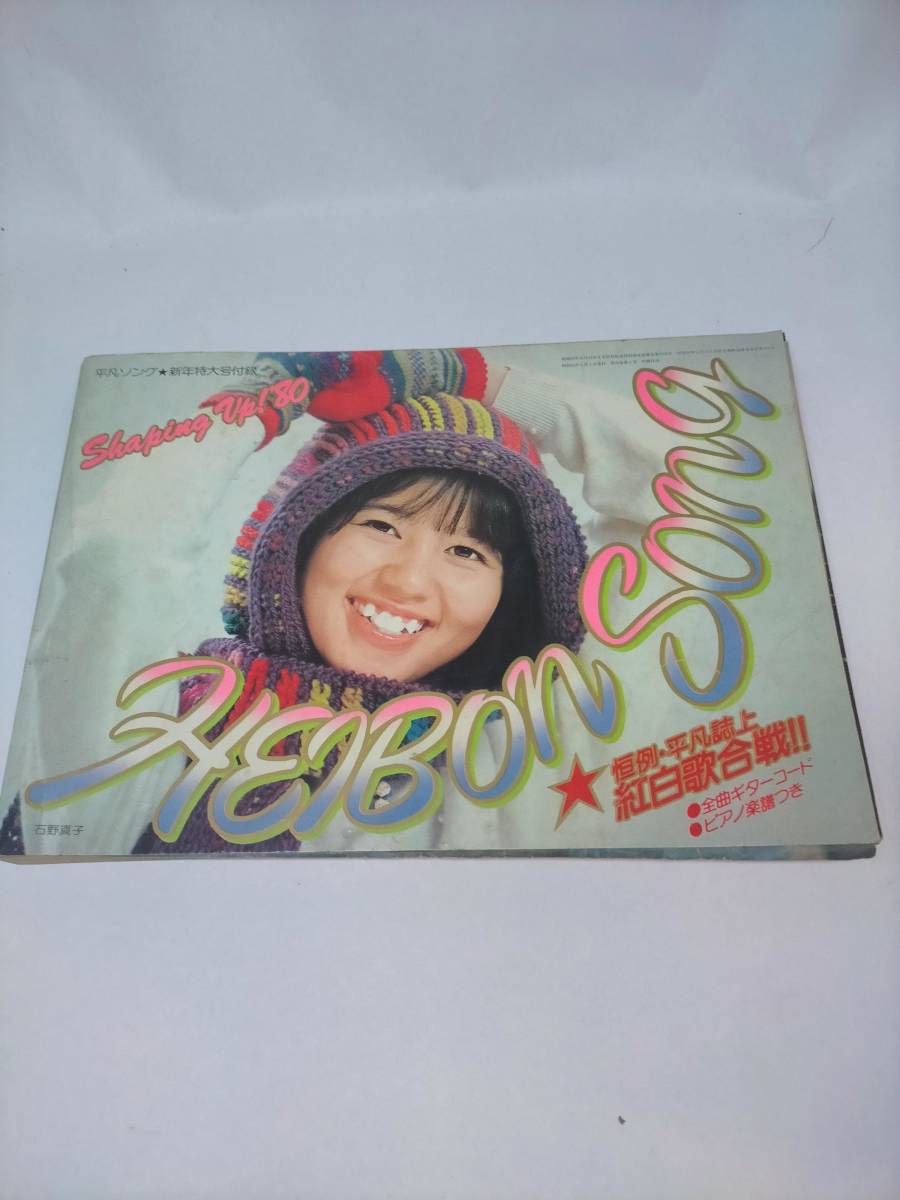 平凡ソング★新年特大号付録
Shaping Up! '80
HEIBON Song
★恒例・平凡誌上
紅白歌合戦!!
●全曲ギターコード
●ピアノ楽譜つき
石野真子